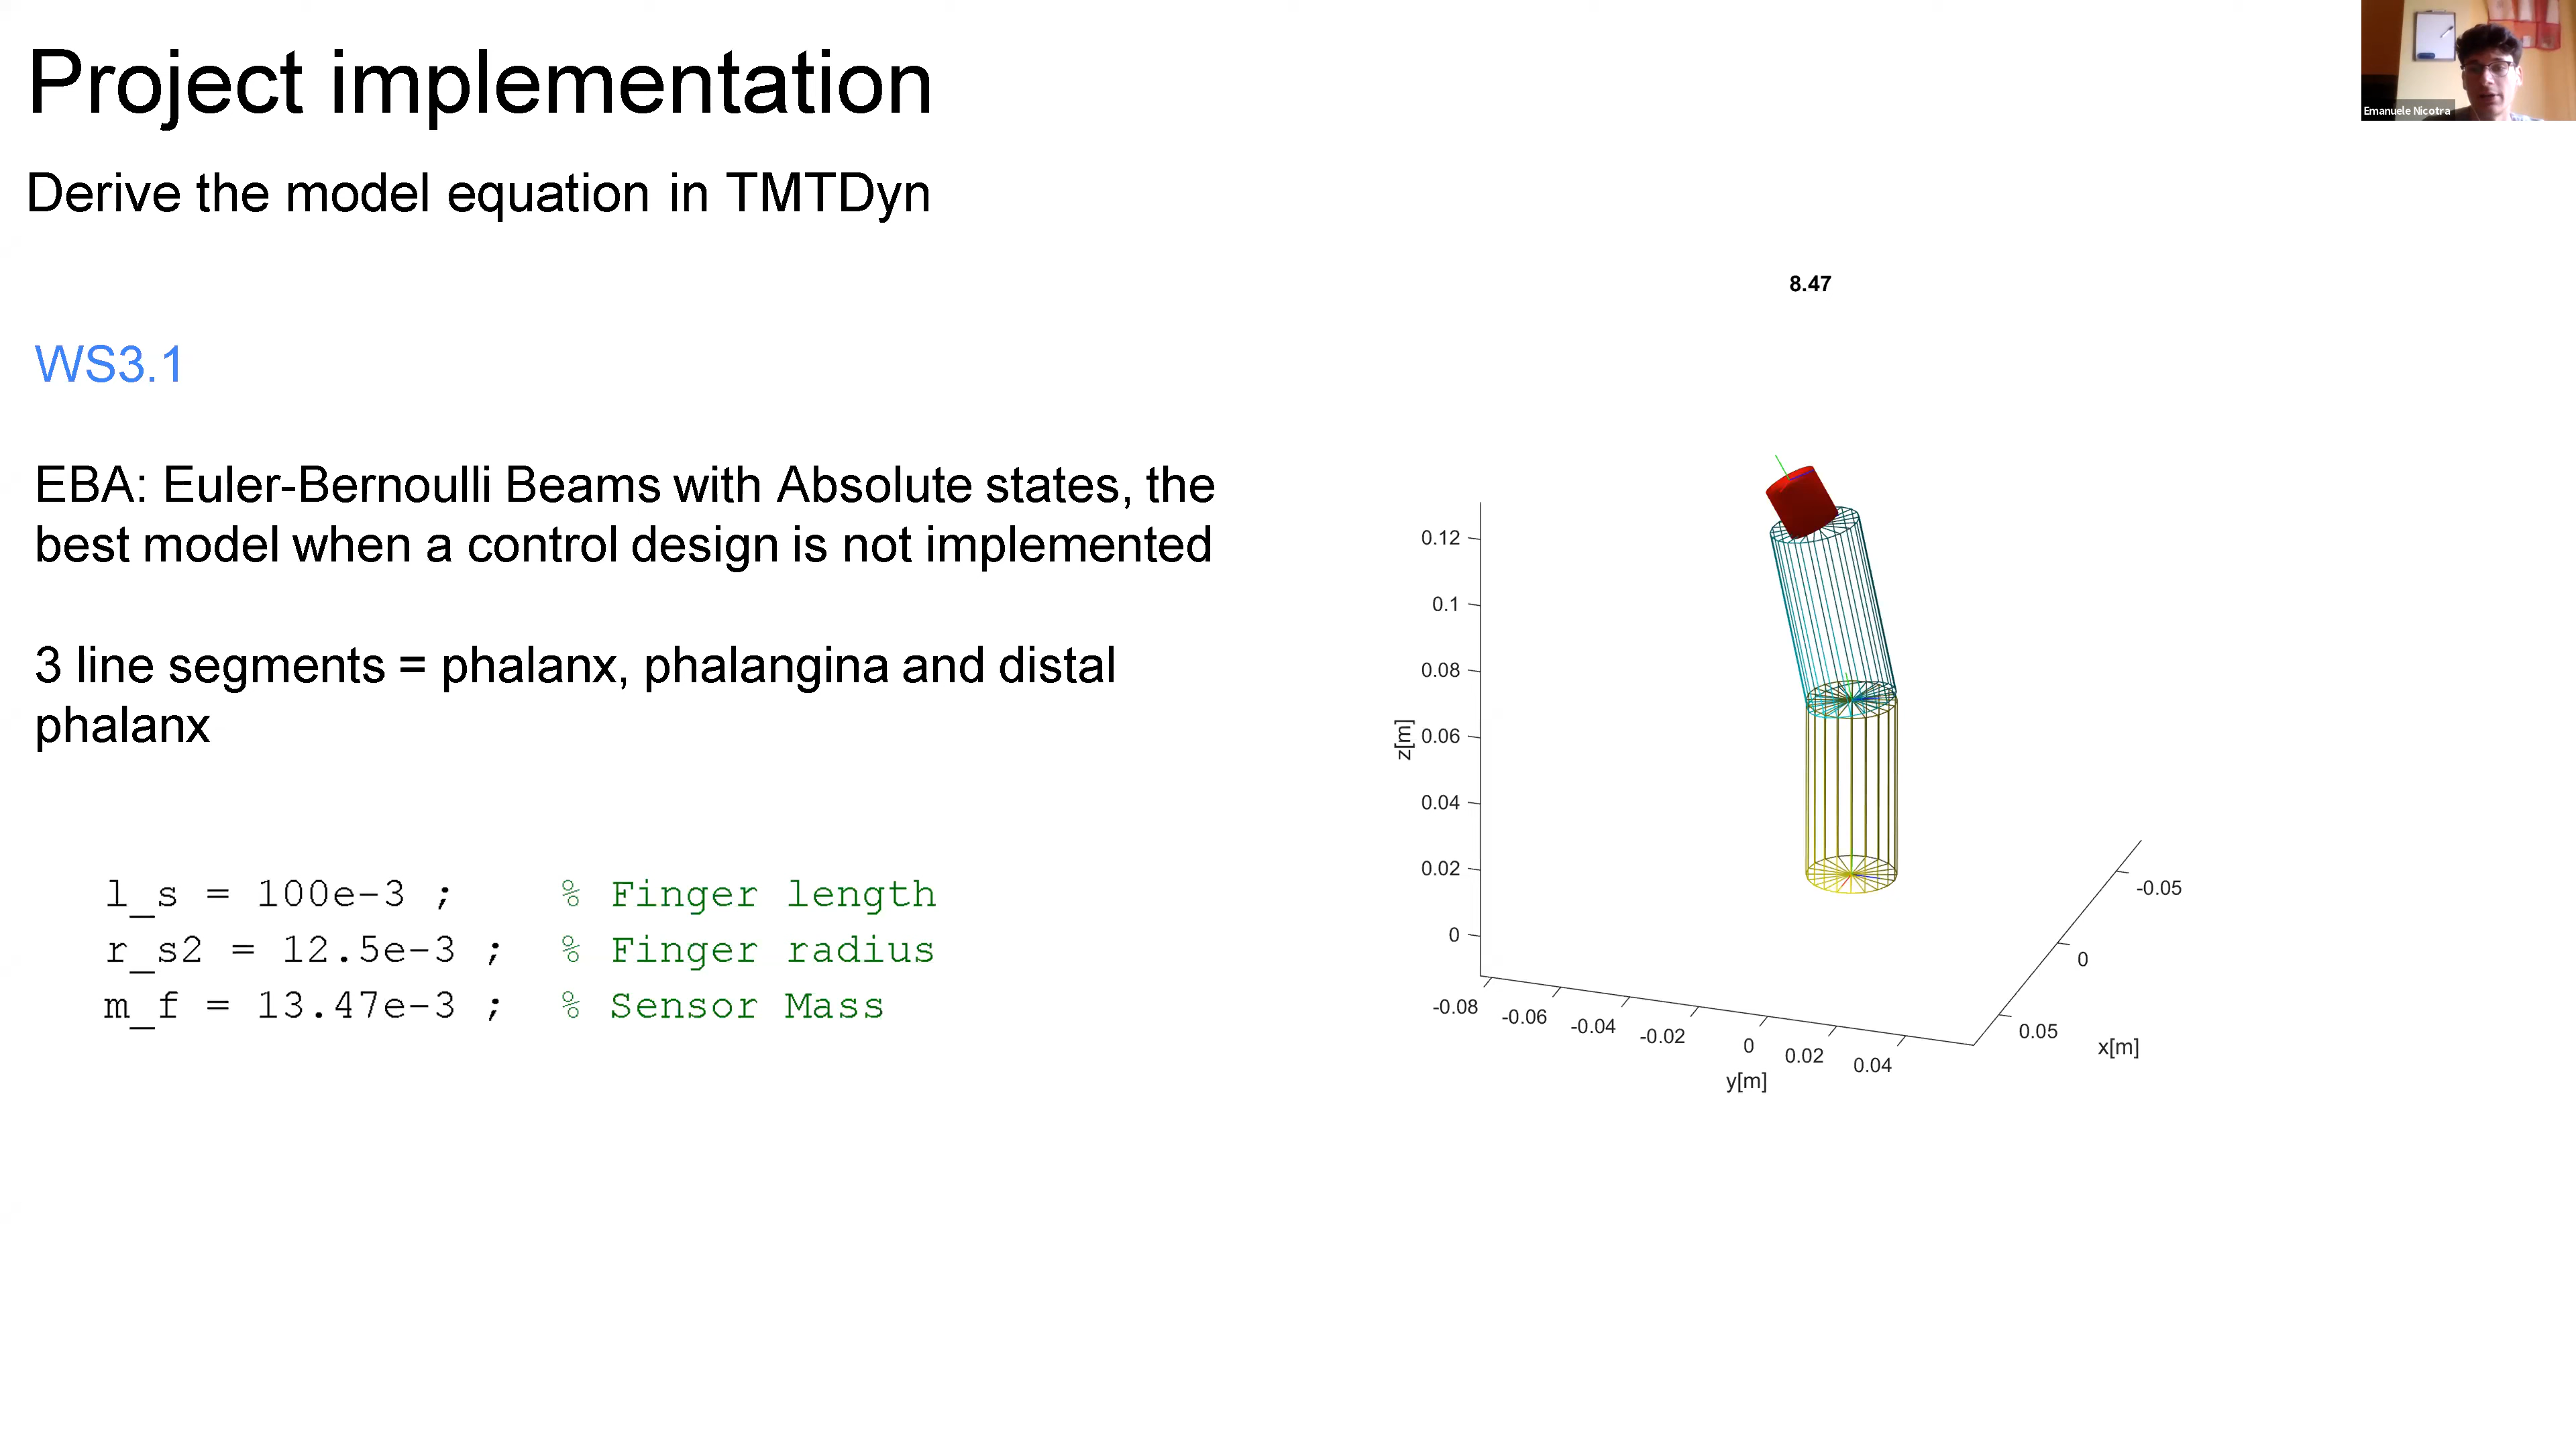 Project implementation
Emanuele Nicotra
Derive the model equation in TMTDyn
8.47
WS3.1
EBA: Euler-Bernoulli Beams with Absolute states, the
best model when a control design is not implemented
3 line segments = phalanx, phalangina and distal
phalanx
l_s = 100e-3 ; % Finger length
r_s2 = 12.5e-3 ; % Finger radius
m_f = 13.47e-3 ; % Sensor Mass
0.12
0.1
0.08
0.06
0.04
0.02
0
z[m]
-0.08
-0.06
-0.04
-0.02
0
0.02
0.04
y[m]
-0.05
0
0.05
x[m]